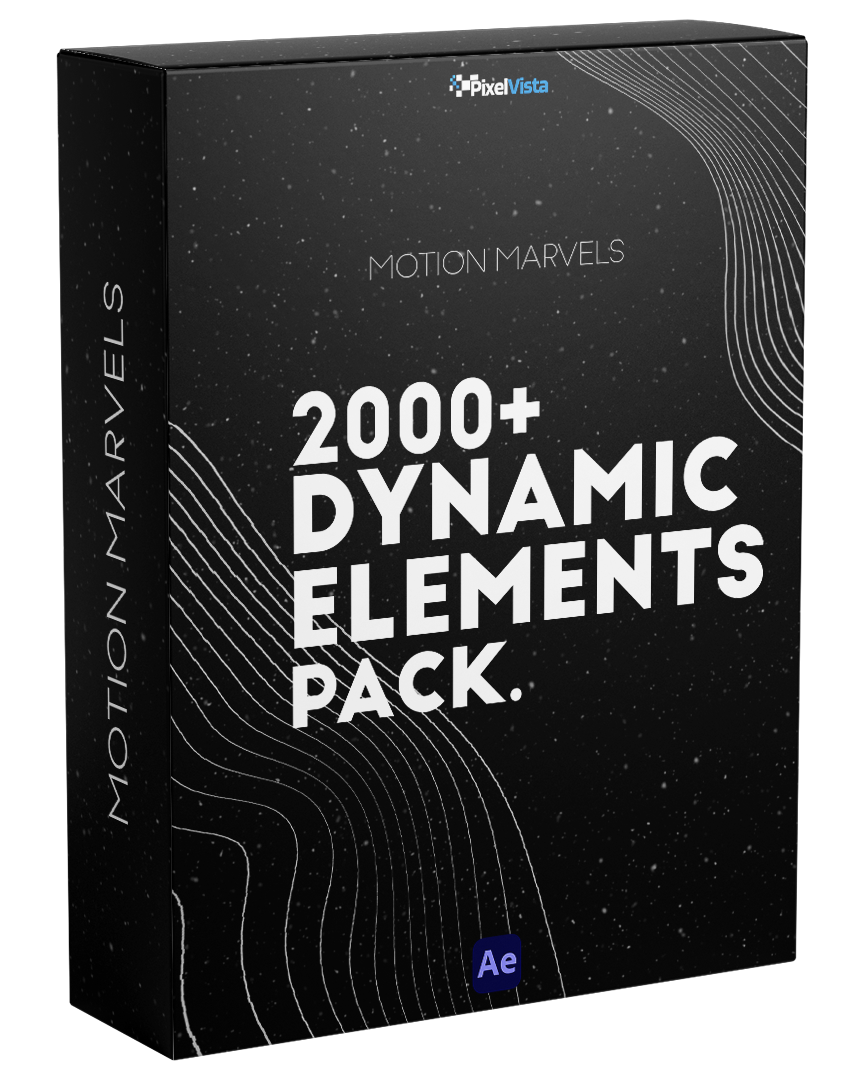 PixelVista
MOTION MARVELS
2000+
DYNAMIC
ELEMENTS
PACK.
Ae
MOTION MARVELS